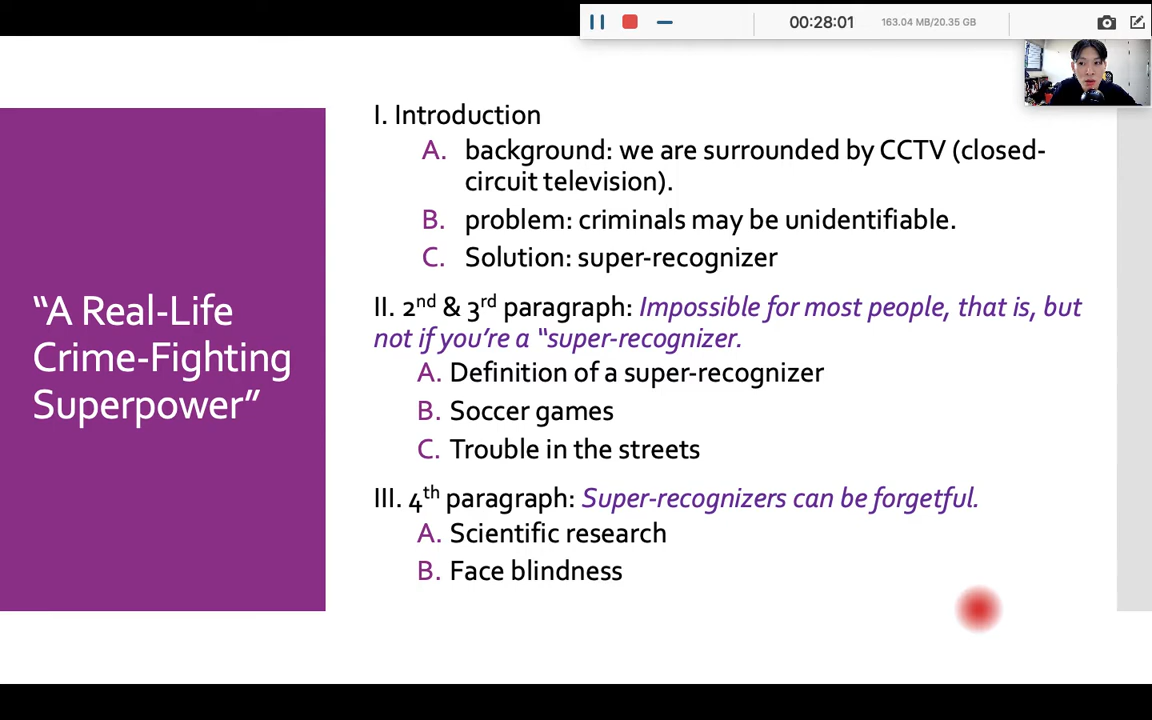 00:28:01
163.04 MB/20.35 GB
“A Real-Life
Crime-Fighting
Superpower”
I. Introduction
A. background: we are surrounded by CCTV (closed-
circuit television).
B. problem: criminals may be unidentifiable.
C. Solution: super-recognizer
II. 2nd & 3rd paragraph: Impossible for most people, that is, but
not if you’re a “super-recognizer.
A. Definition of a super-recognizer
B. Soccer games
C. Trouble in the streets
III. 4th paragraph: Super-recognizers can be forgetful.
A. Scientific research
B. Face blindness